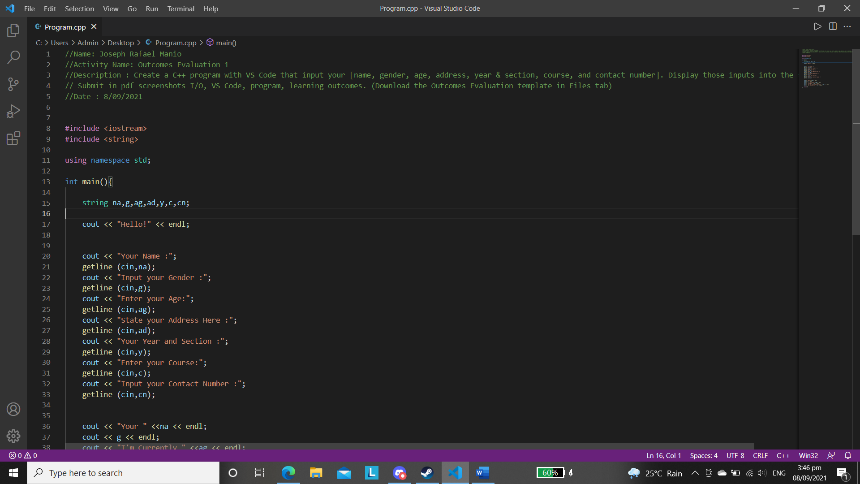 File Edit Selection View Go Run Terminal Help Program.cpp - Visual Studio Code
Program.cpp
C: > Users > Admin > Desktop > Program.cpp > main()
1 //Name: Joseph Rafael Manio
2 //Activity Name: Outcomes Evaluation 1
3 //Description : Create a C++ program with VS Code that input your |name, gender, age, address, year & section, course, and contact number|. Display those inputs into the
4 // Submit in pdf screenshots I/O, VS Code, program, learning outcomes. (Download the Outcomes Evaluation template in Files tab)
5 //Date : 8/09/2021
6
7
8 #include <iostream>
9 #include <string>
10
11 using namespace std;
12
13 int main(){
14
15 string na,g,ag,ad,y,c,cn;
16
17 cout << "Hello!" << endl;
18
19
20 cout << "Your Name :";
21 getline (cin,na);
22 cout << "Input your Gender :";
23 getline (cin,g);
24 cout << "Enter your Age:";
25 getline (cin,ag);
26 cout << "State your Address Here :";
27 getline (cin,ad);
28 cout << "Your Year and Section :";
29 getline (cin,y);
30 cout << "Enter your Course:";
31 getline (cin,c);
32 cout << "Input your Contact Number :";
33 getline (cin,cn);
34
35
36 cout << "Your " <<na << endl;
37 cout << g << endl;
38 cout << "I'm Currently " <<ag << endl;
0 0 Ln 16, Col 1 Spaces: 4 UTF-8 CRLF C++ Win32
Type here to search L W 60% 25°C Rain ENG 3:46 pm
08/09/2021 1